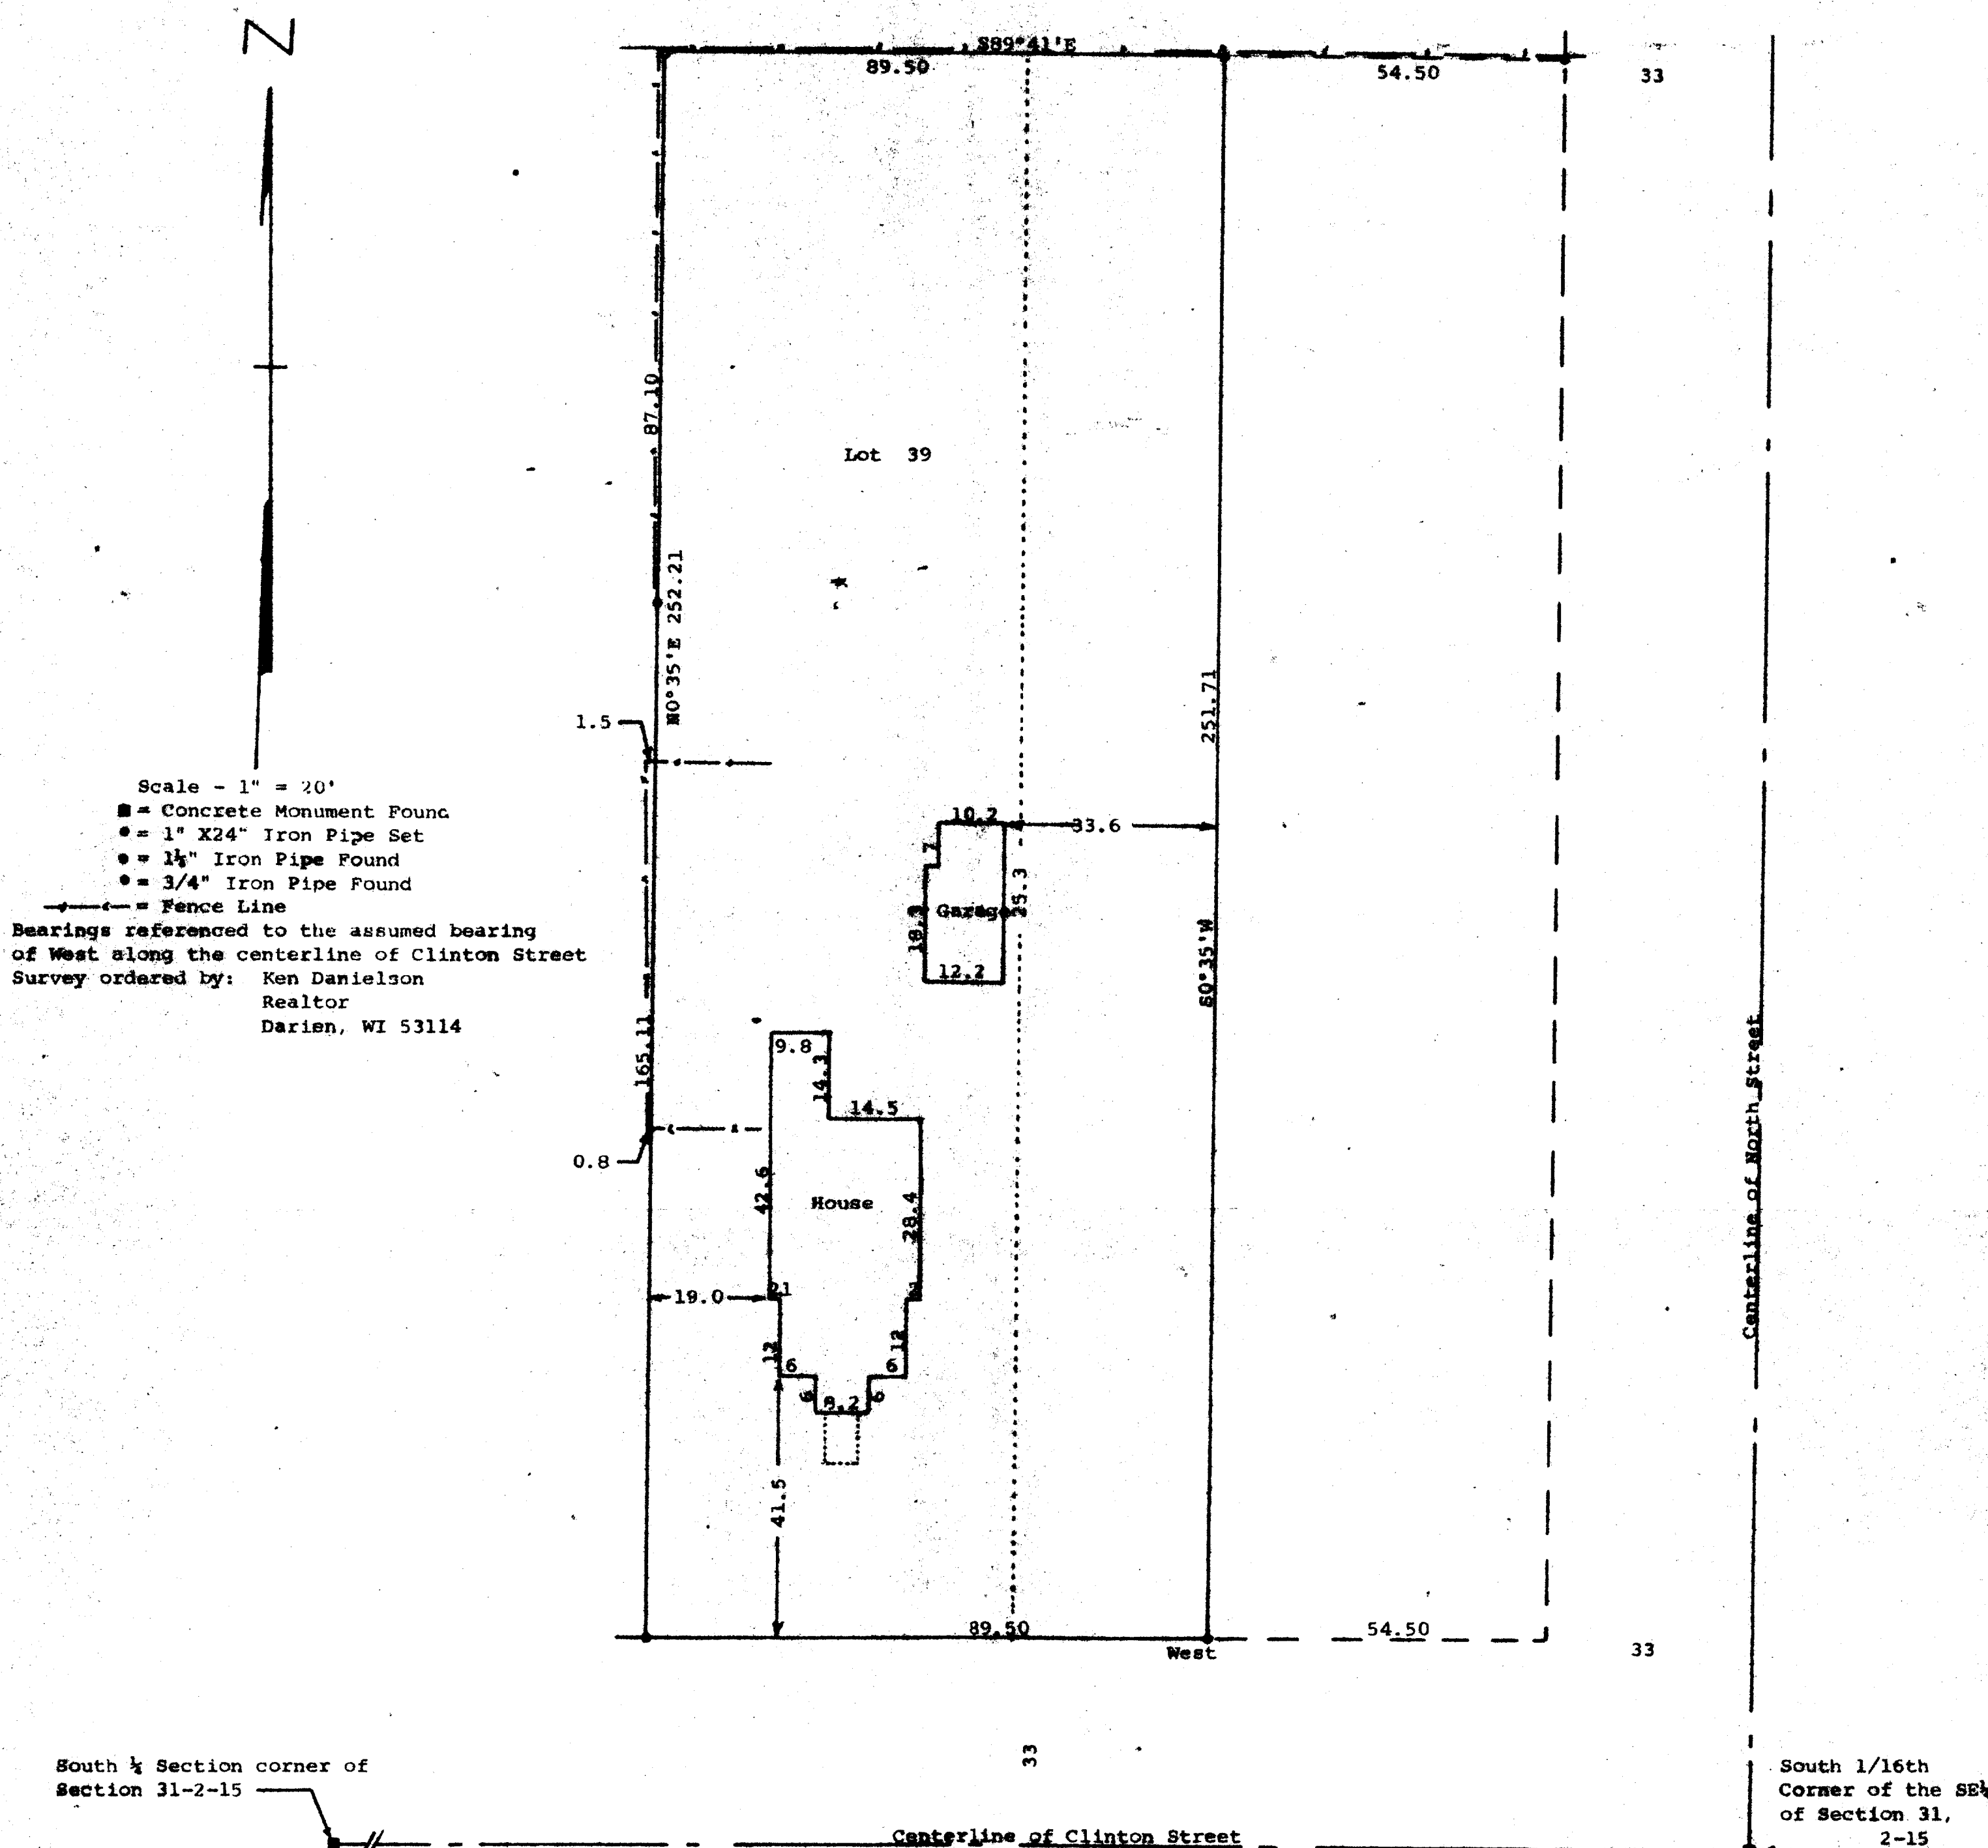 N
S89°41'E
89.50
54.50
33
87.10
Lot 39
N0°35'E 252.21
1.5
251.71
S0°35'W
Scale - 1" = 20'
■ = Concrete Monument Found
● = 1" X24" Iron Pipe Set
● = Iron Pipe Found
● = 3/4" Iron Pipe Found
= Fence Line
Bearings referenced to the assumed bearing
of West along the centerline of Clinton Street
Survey ordered by: Ken Danielson
Realtor
Darien, WI 53114
10.2
33.6
7
25.3
Garage
18.3
12.2
165.11
9.8
14.3
14.5
0.8
42.6
House
28.4
19.0
21
12
12
6
6
6
8.2
6
41.5
Centerline of North Street
89.50
West
54.50
33
33
South ¼ Section corner of
Section 31-2-15
South 1/16th
Corner of the SE¼
of Section 31,
2-15
Centerline of Clinton Street